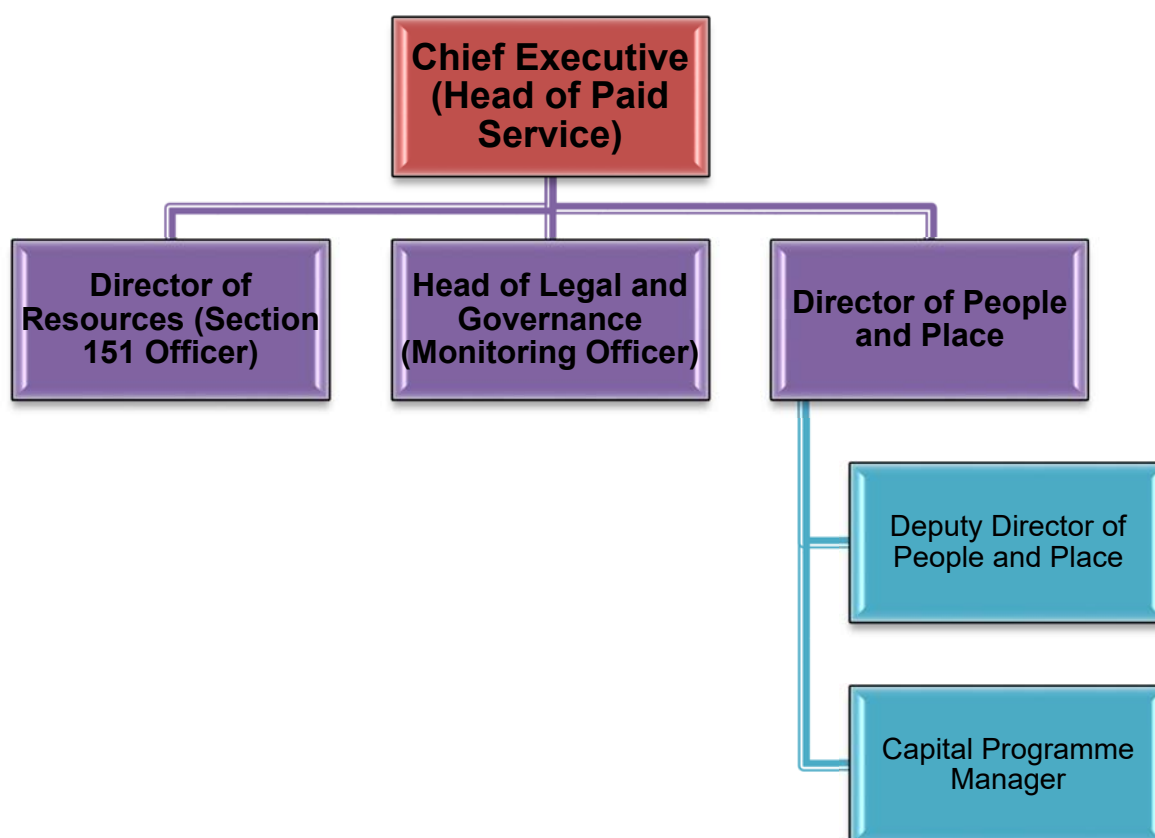 Chief Executive
(Head of Paid
Service)
Director of
Resources (Section
151 Officer)
Head of Legal and
Governance
(Monitoring Officer)
Director of People
and Place
Deputy Director of
People and Place
Capital Programme
Manager